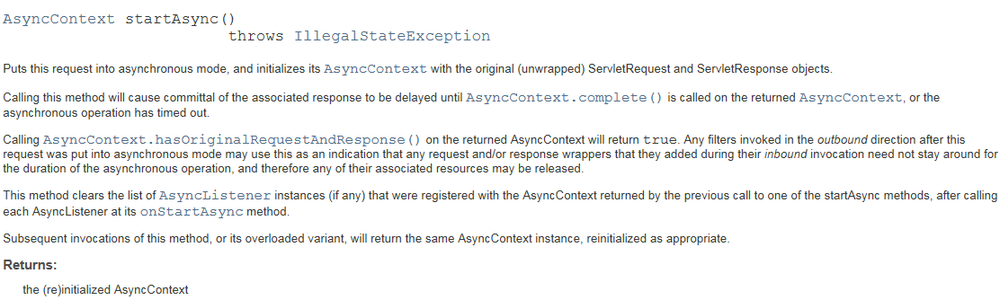 AsyncContext startAsync()
throws IllegalStateException
Puts this request into asynchronous mode, and initializes its AsyncContext with the original (unwrapped) ServletRequest and ServletResponse objects.
Calling this method will cause committal of the associated response to be delayed until AsyncContext.complete() is called on the returned AsyncContext, or the
asynchronous operation has timed out.
Calling AsyncContext.hasOriginalRequestAndResponse() on the returned AsyncContext will return true. Any filters invoked in the outbound direction after this
request was put into asynchronous mode may use this as an indication that any request and/or response wrappers that they added during their inbound invocation need not stay around for
the duration of the asynchronous operation, and therefore any of their associated resources may be released.
This method clears the list of AsyncListener instances (if any) that were registered with the AsyncContext returned by the previous call to one of the startAsync methods, after calling
each AsyncListener at its onStartAsync method.
Subsequent invocations of this method, or its overloaded variant, will return the same AsyncContext instance, reinitialized as appropriate.
Returns:
the (re)initialized AsyncContext